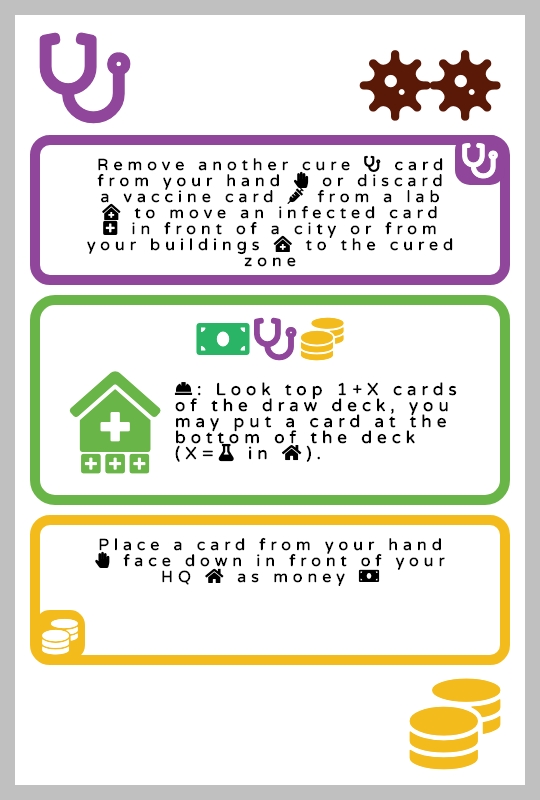 Remove another cure card
from your hand or discard
a vaccine card from a lab
to move an infected card
in front of a city or from
your buildings to the cured
zone
: Look top 1+X cards
of the draw deck, you
may put a card at the
bottom of the deck
(X= in ).
Place a card from your hand
face down in front of your
HQ as money